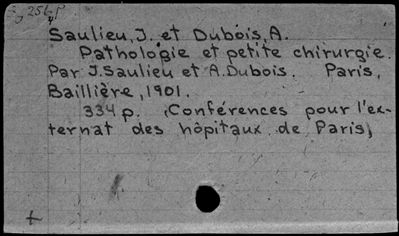 Saulieu, J. et Dubois, A.
Pathologie et petite chirurgie.
Par J. Saulieu et A. Dubois. Paris,
Baillière, 1901.
334 p. (Conférences pour l'ex-
ternat des hôpitaux de Paris)